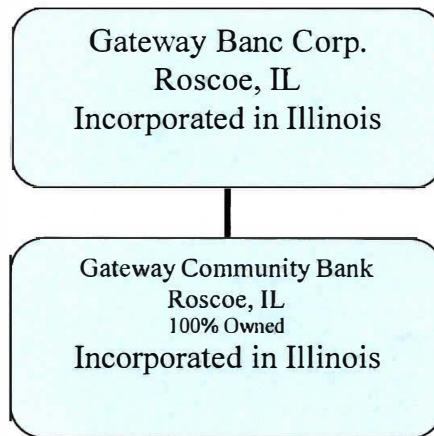 Gateway Banc Corp.
Roscoe, IL
Incorporated in Illinois
Gateway Community Bank
Roscoe, IL
100% Owned
Incorporated in Illinois